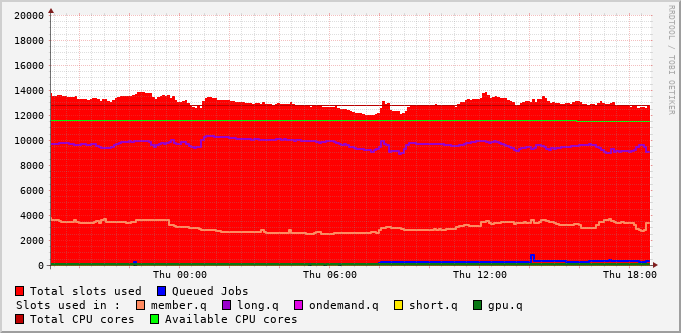 20000
18000
16000
14000
12000
10000
8000
6000
4000
2000
0
Thu 00:00 Thu 06:00 Thu 12:00 Thu 18:00
RRDTOOL / TOBI OETIKER
Total slots used Queued Jobs
Slots used in : member.q long.q ondemand.q short.q gpu.q
Total CPU cores Available CPU cores